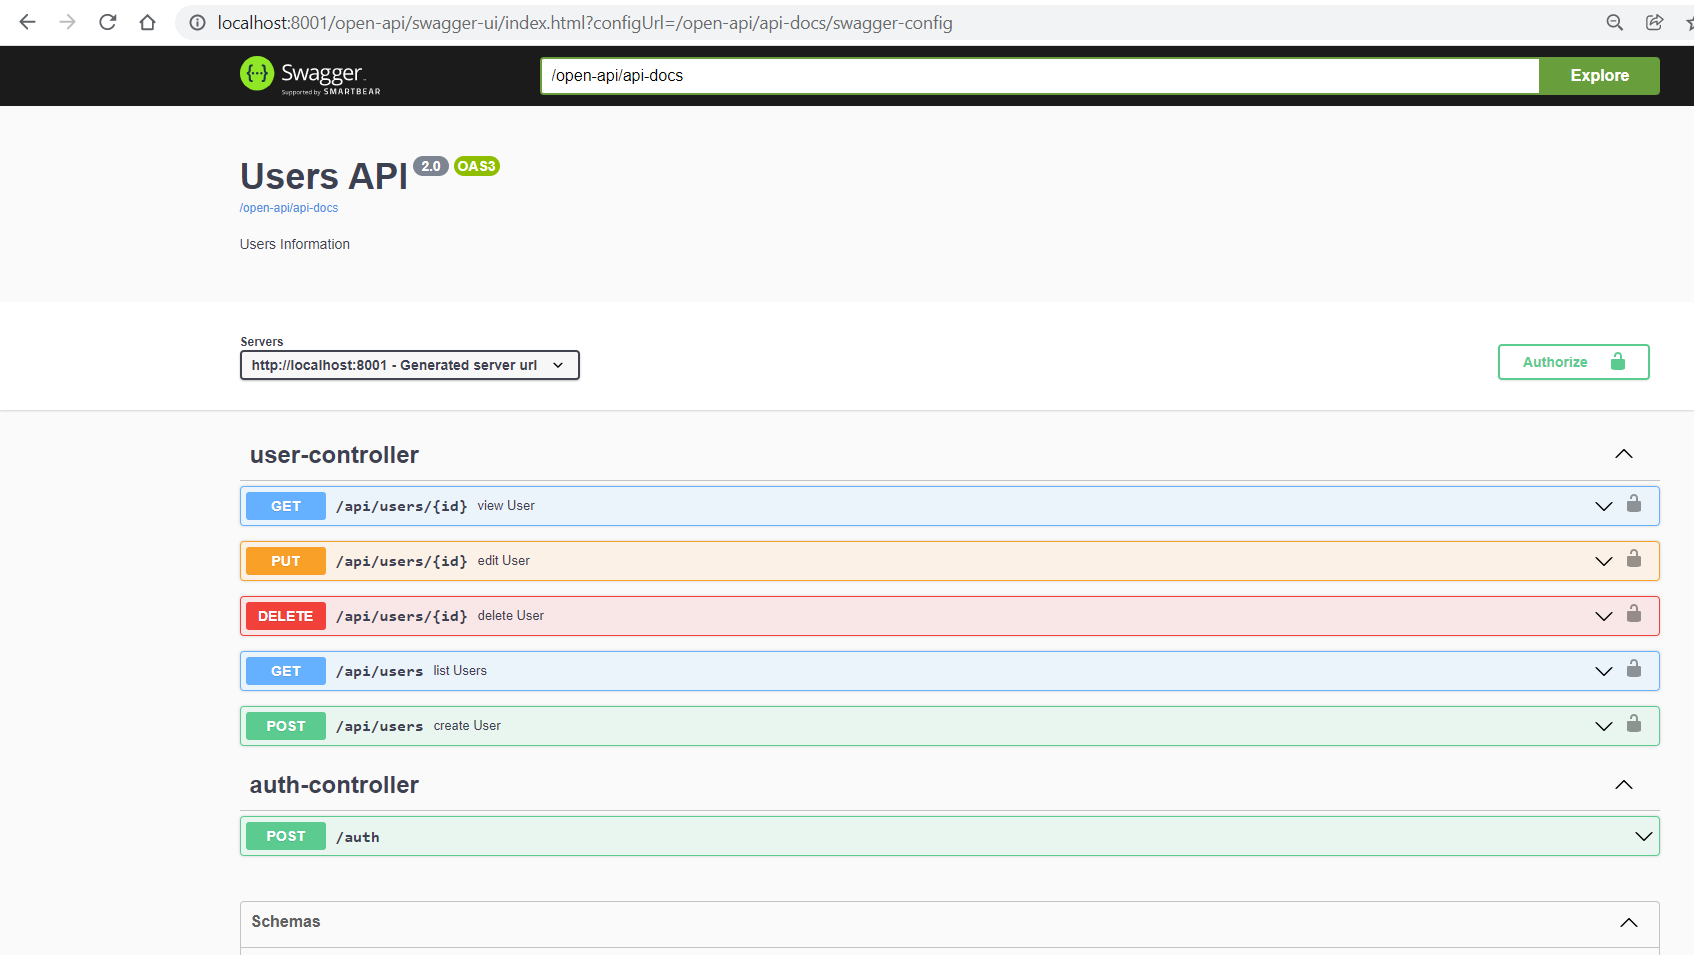 localhost:8001/open-api/swagger-ui/index.html?configUrl=/open-api/api-docs/swagger-config
{···} Swagger
Supported by SMARTBEAR
/open-api/api-docs
Explore
Users API 2.0 OAS3
/open-api/api-docs
Users Information
Servers
http://localhost:8001 - Generated server url
Authorize
user-controller
GET /api/users/{id} view User
PUT /api/users/{id} edit User
DELETE /api/users/{id} delete User
GET /api/users list Users
POST /api/users create User
auth-controller
POST /auth
Schemas